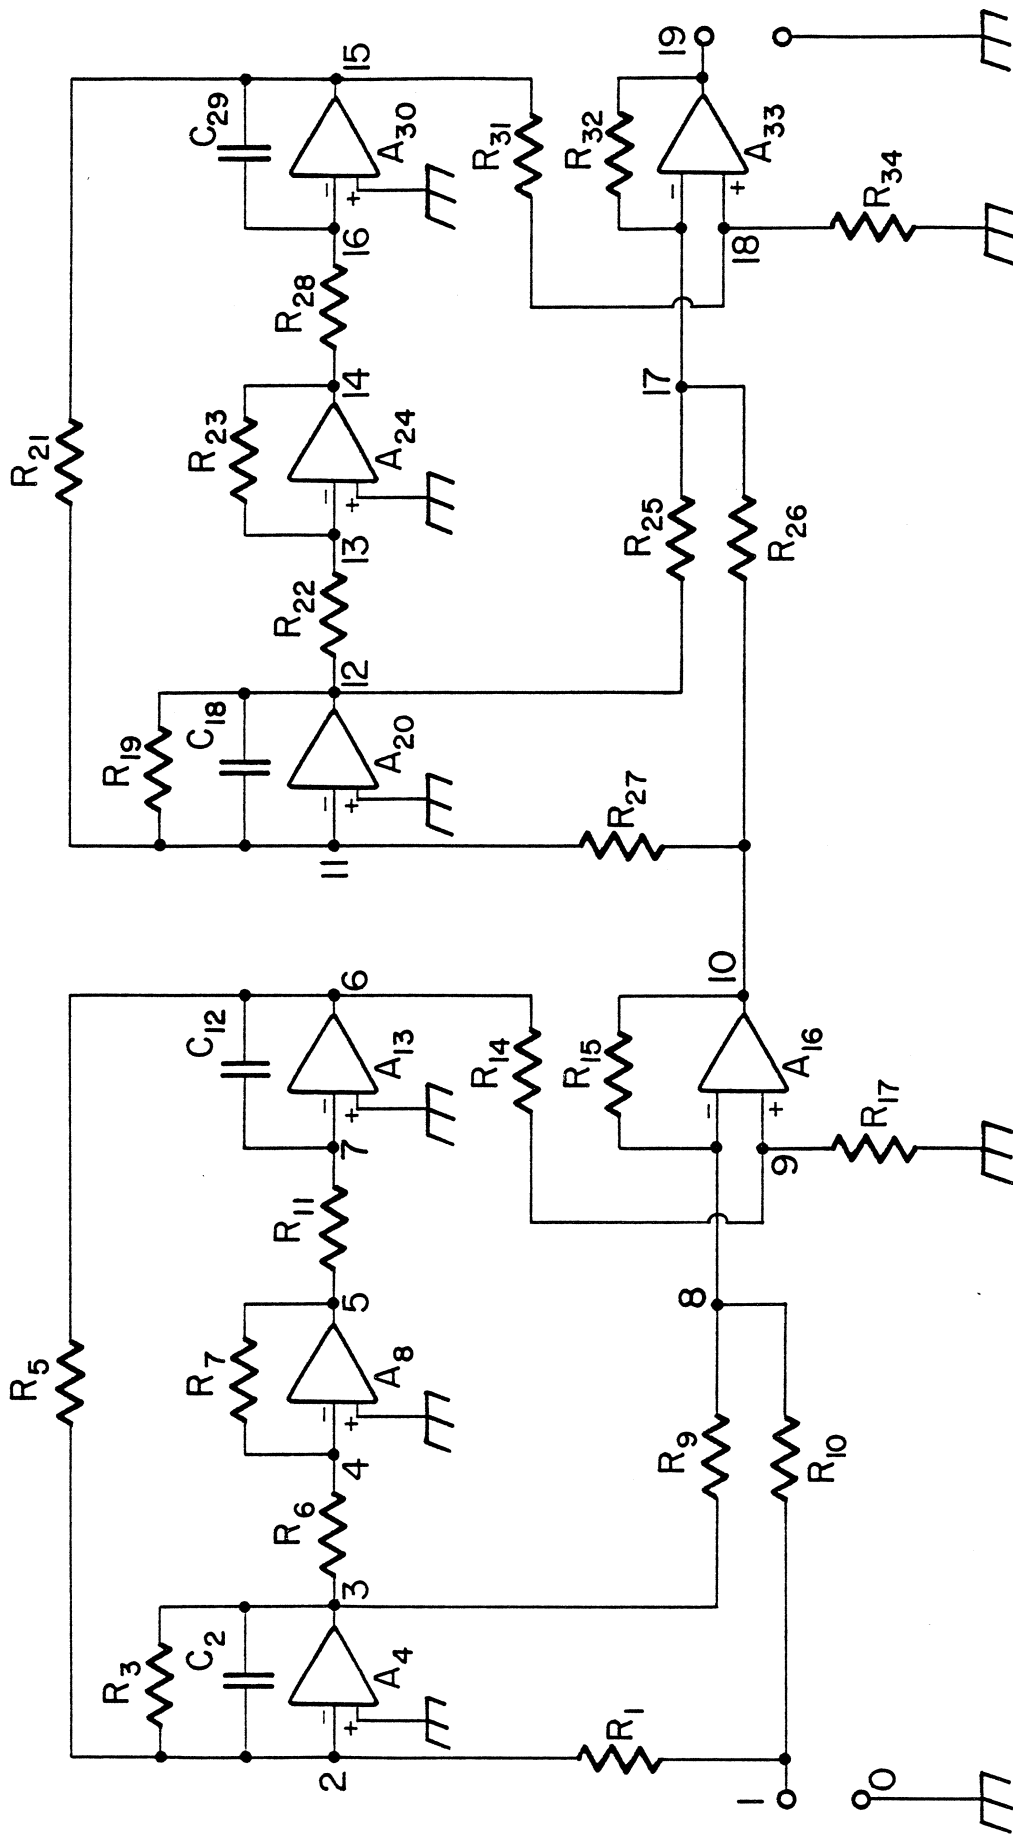 R21
R5
R19
C18
R23
C29
R3
C2
R7
C12
R22
R28
R6
R11
11
12
13
14
16
15
2
3
4
5
7
6
−
+
A20
−
+
A24
−
+
A30
−
+
A4
−
+
A8
−
+
A13
R27
R25
R26
R31
R32
17
18
−
+
A33
19
R34
R1
R9
R10
R14
R15
8
9
−
+
A16
10
R17
1
0